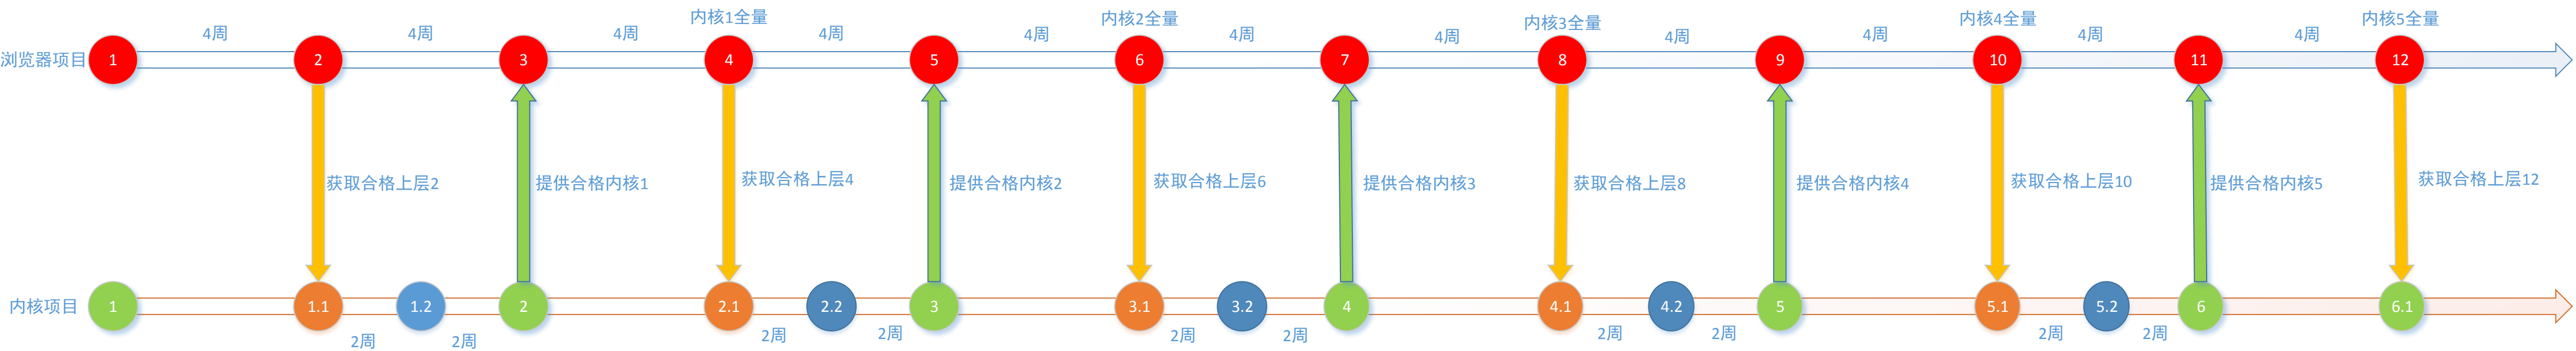 内核1全量
内核2全量
内核3全量
内核4全量
内核5全量
4周
4周
4周
4周
4周
4周
4周
4周
4周
4周
4周
浏览器项目
1
2
3
4
5
6
7
8
9
10
11
12
获取合格上层2
提供合格内核1
获取合格上层4
提供合格内核2
获取合格上层6
提供合格内核3
获取合格上层8
提供合格内核4
获取合格上层10
提供合格内核5
获取合格上层12
内核项目
1
1.1
1.2
2
2.1
2.2
3
3.1
3.2
4
4.1
4.2
5
5.1
5.2
6
6.1
2周
2周
2周
2周
2周
2周
2周
2周
2周
2周